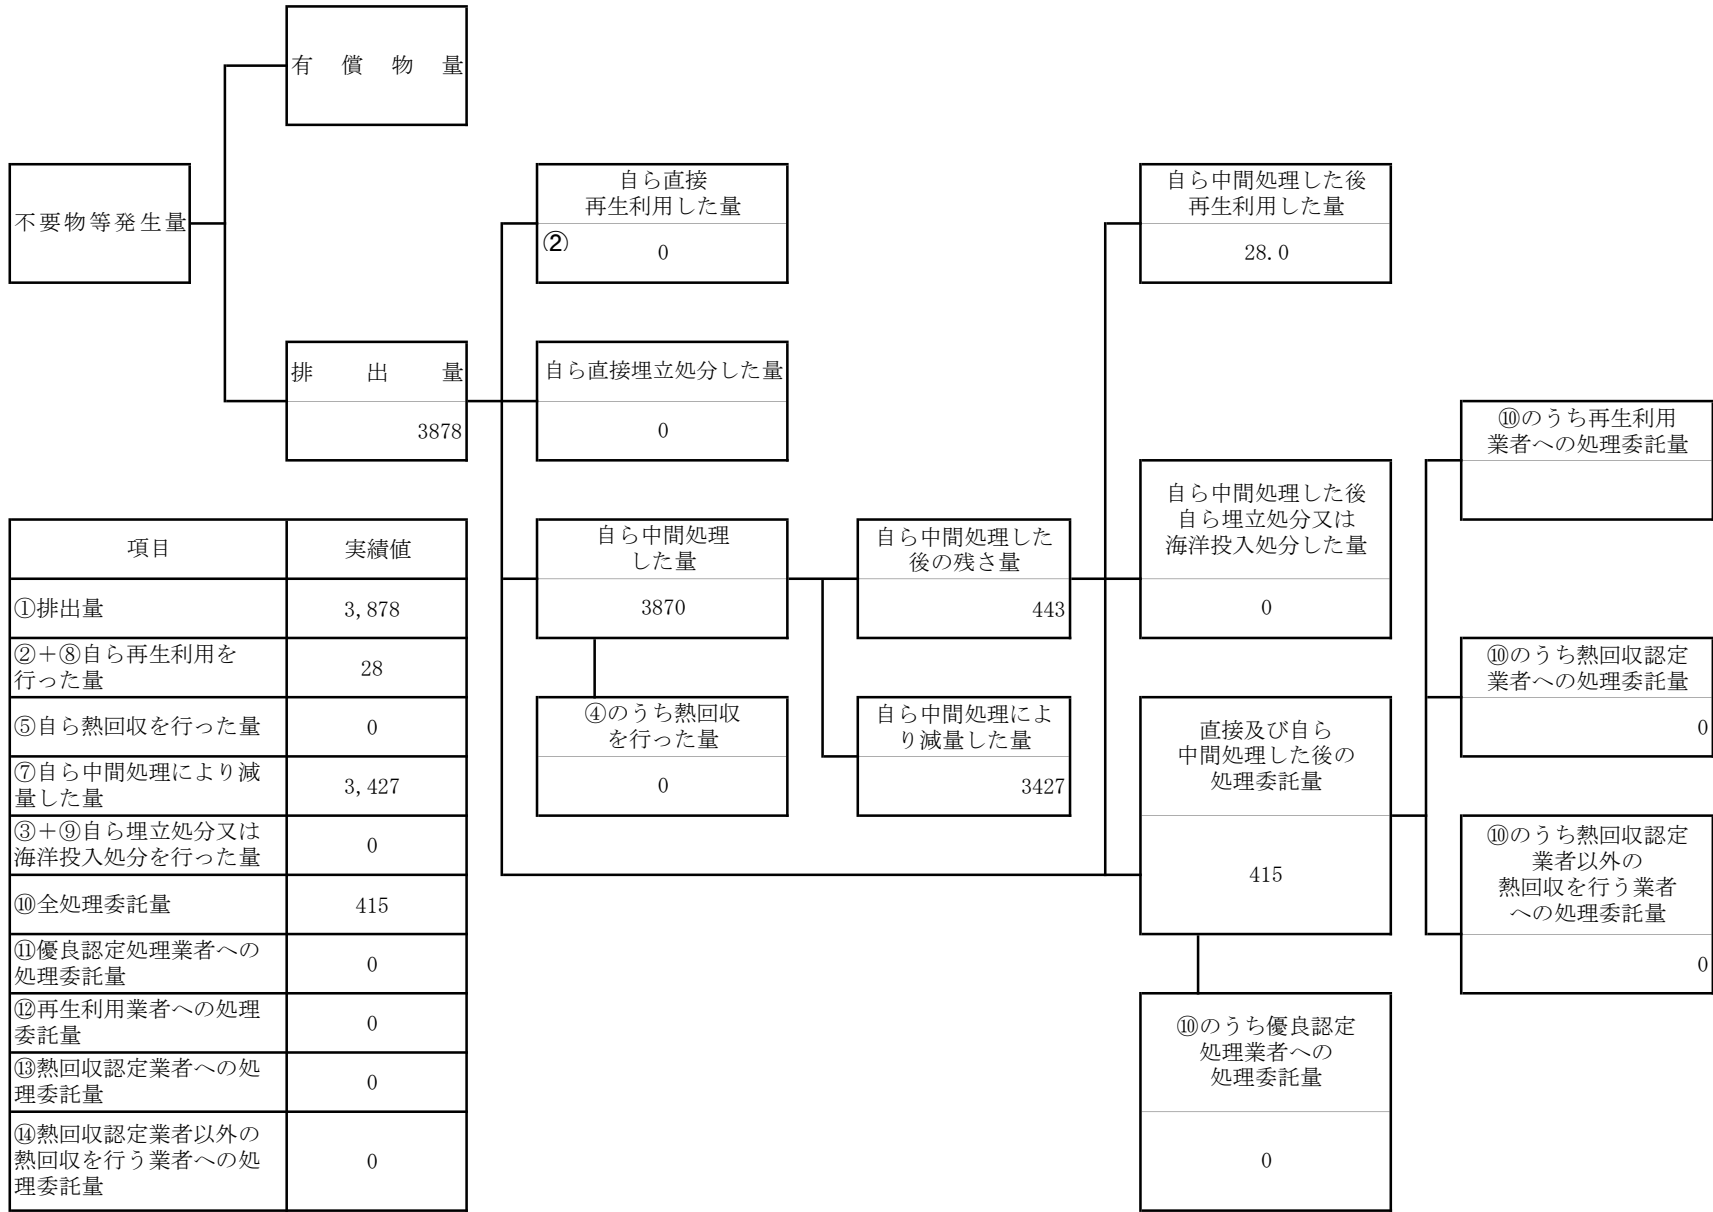 有償物量
不要物等発生量
排出量
3878
自ら直接
再生利用した量
②
0
自ら直接埋立処分した量
0
自ら中間処理
した量
3870
④のうち熱回収
を行った量
0
自ら中間処理した
後の残さ量
443
自ら中間処理によ
り減量した量
3427
自ら中間処理した後
再生利用した量
28.0
自ら中間処理した後
自ら埋立処分又は
海洋投入処分した量
0
直接及び自ら
中間処理した後の
処理委託量
415
⑩のうち優良認定
処理業者への
処理委託量
0
⑩のうち再生利用
業者への処理委託量
⑩のうち熱回収認定
業者への処理委託量
0
⑩のうち熱回収認定
業者以外の
熱回収を行う業者
への処理委託量
0
項目 実績値
①排出量 3,878
②＋⑧自ら再生利用を
行った量 28
⑤自ら熱回収を行った量 0
⑦自ら中間処理により減
量した量 3,427
③＋⑨自ら埋立処分又は
海洋投入処分を行った量 0
⑩全処理委託量 415
⑪優良認定処理業者への
処理委託量 0
⑫再生利用業者への処理
委託量 0
⑬熱回収認定業者への処
理委託量 0
⑭熱回収認定業者以外の
熱回収を行う業者への処
理委託量 0